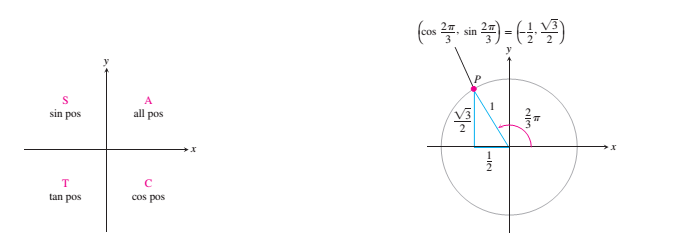 y
S
sin pos
A
all pos
x
T
tan pos
C
cos pos
(cos 2π/3, sin 2π/3) = (-1/2, √3/2)
y
P
√3/2
1
2/3 π
x
1/2